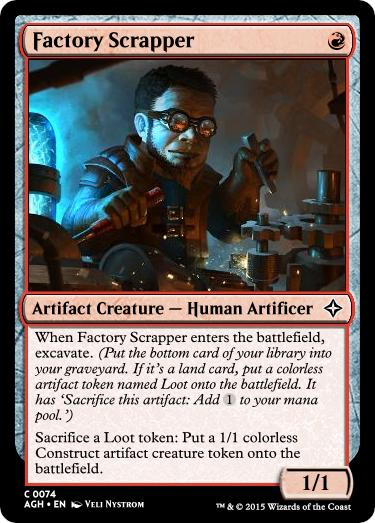 Factory Scrapper
Artifact Creature — Human Artificer
When Factory Scrapper enters the battlefield,
excavate. (Put the bottom card of your library into
your graveyard. If it's a land card, put a colorless
artifact token named Loot onto the battlefield. It
has 'Sacrifice this artifact: Add 1 to your mana
pool.')
Sacrifice a Loot token: Put a 1/1 colorless
Construct artifact creature token onto the
battlefield.
1/1
C 0074
AGH • EN VELI NYSTROM
™ & © 2015 Wizards of the Coast